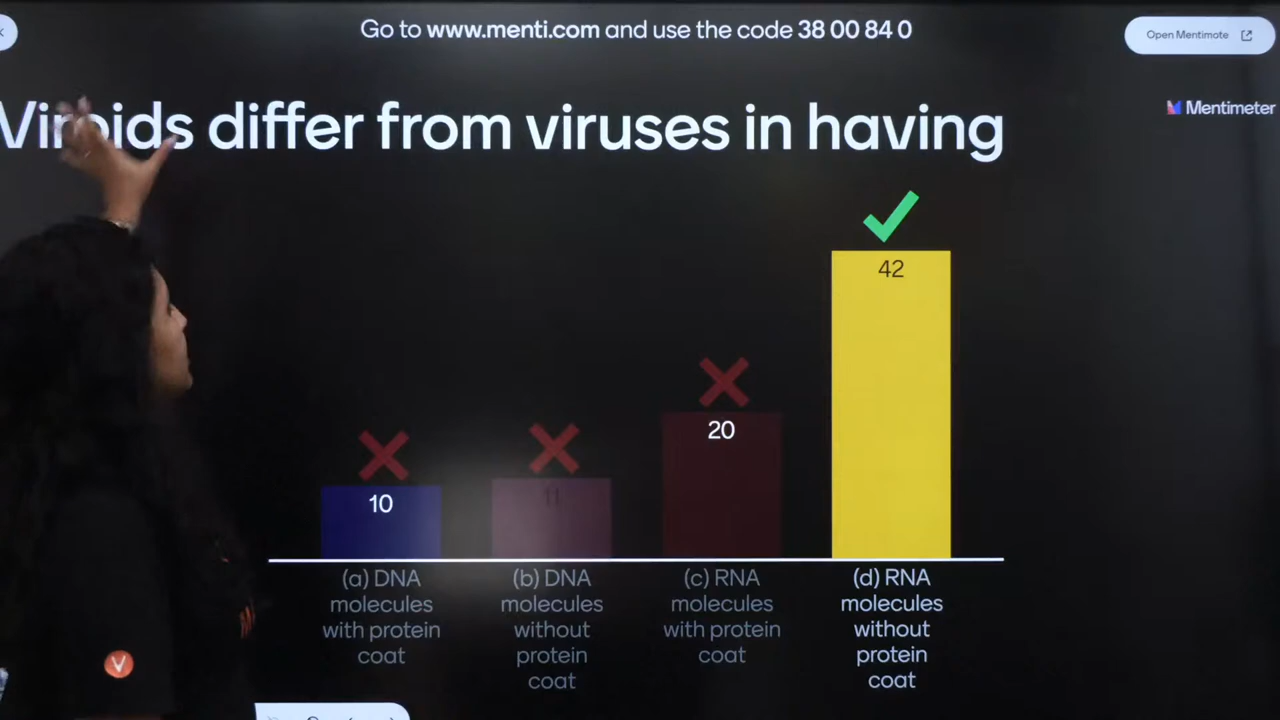 Go to www.menti.com and use the code 38 00 84 0
Open Mentimote
Mentimeter
Viroids differ from viruses in having
42
20
11
10
(a) DNA
molecules
with protein
coat
(b) DNA
molecules
without
protein
coat
(c) RNA
molecules
with protein
coat
(d) RNA
molecules
without
protein
coat
V